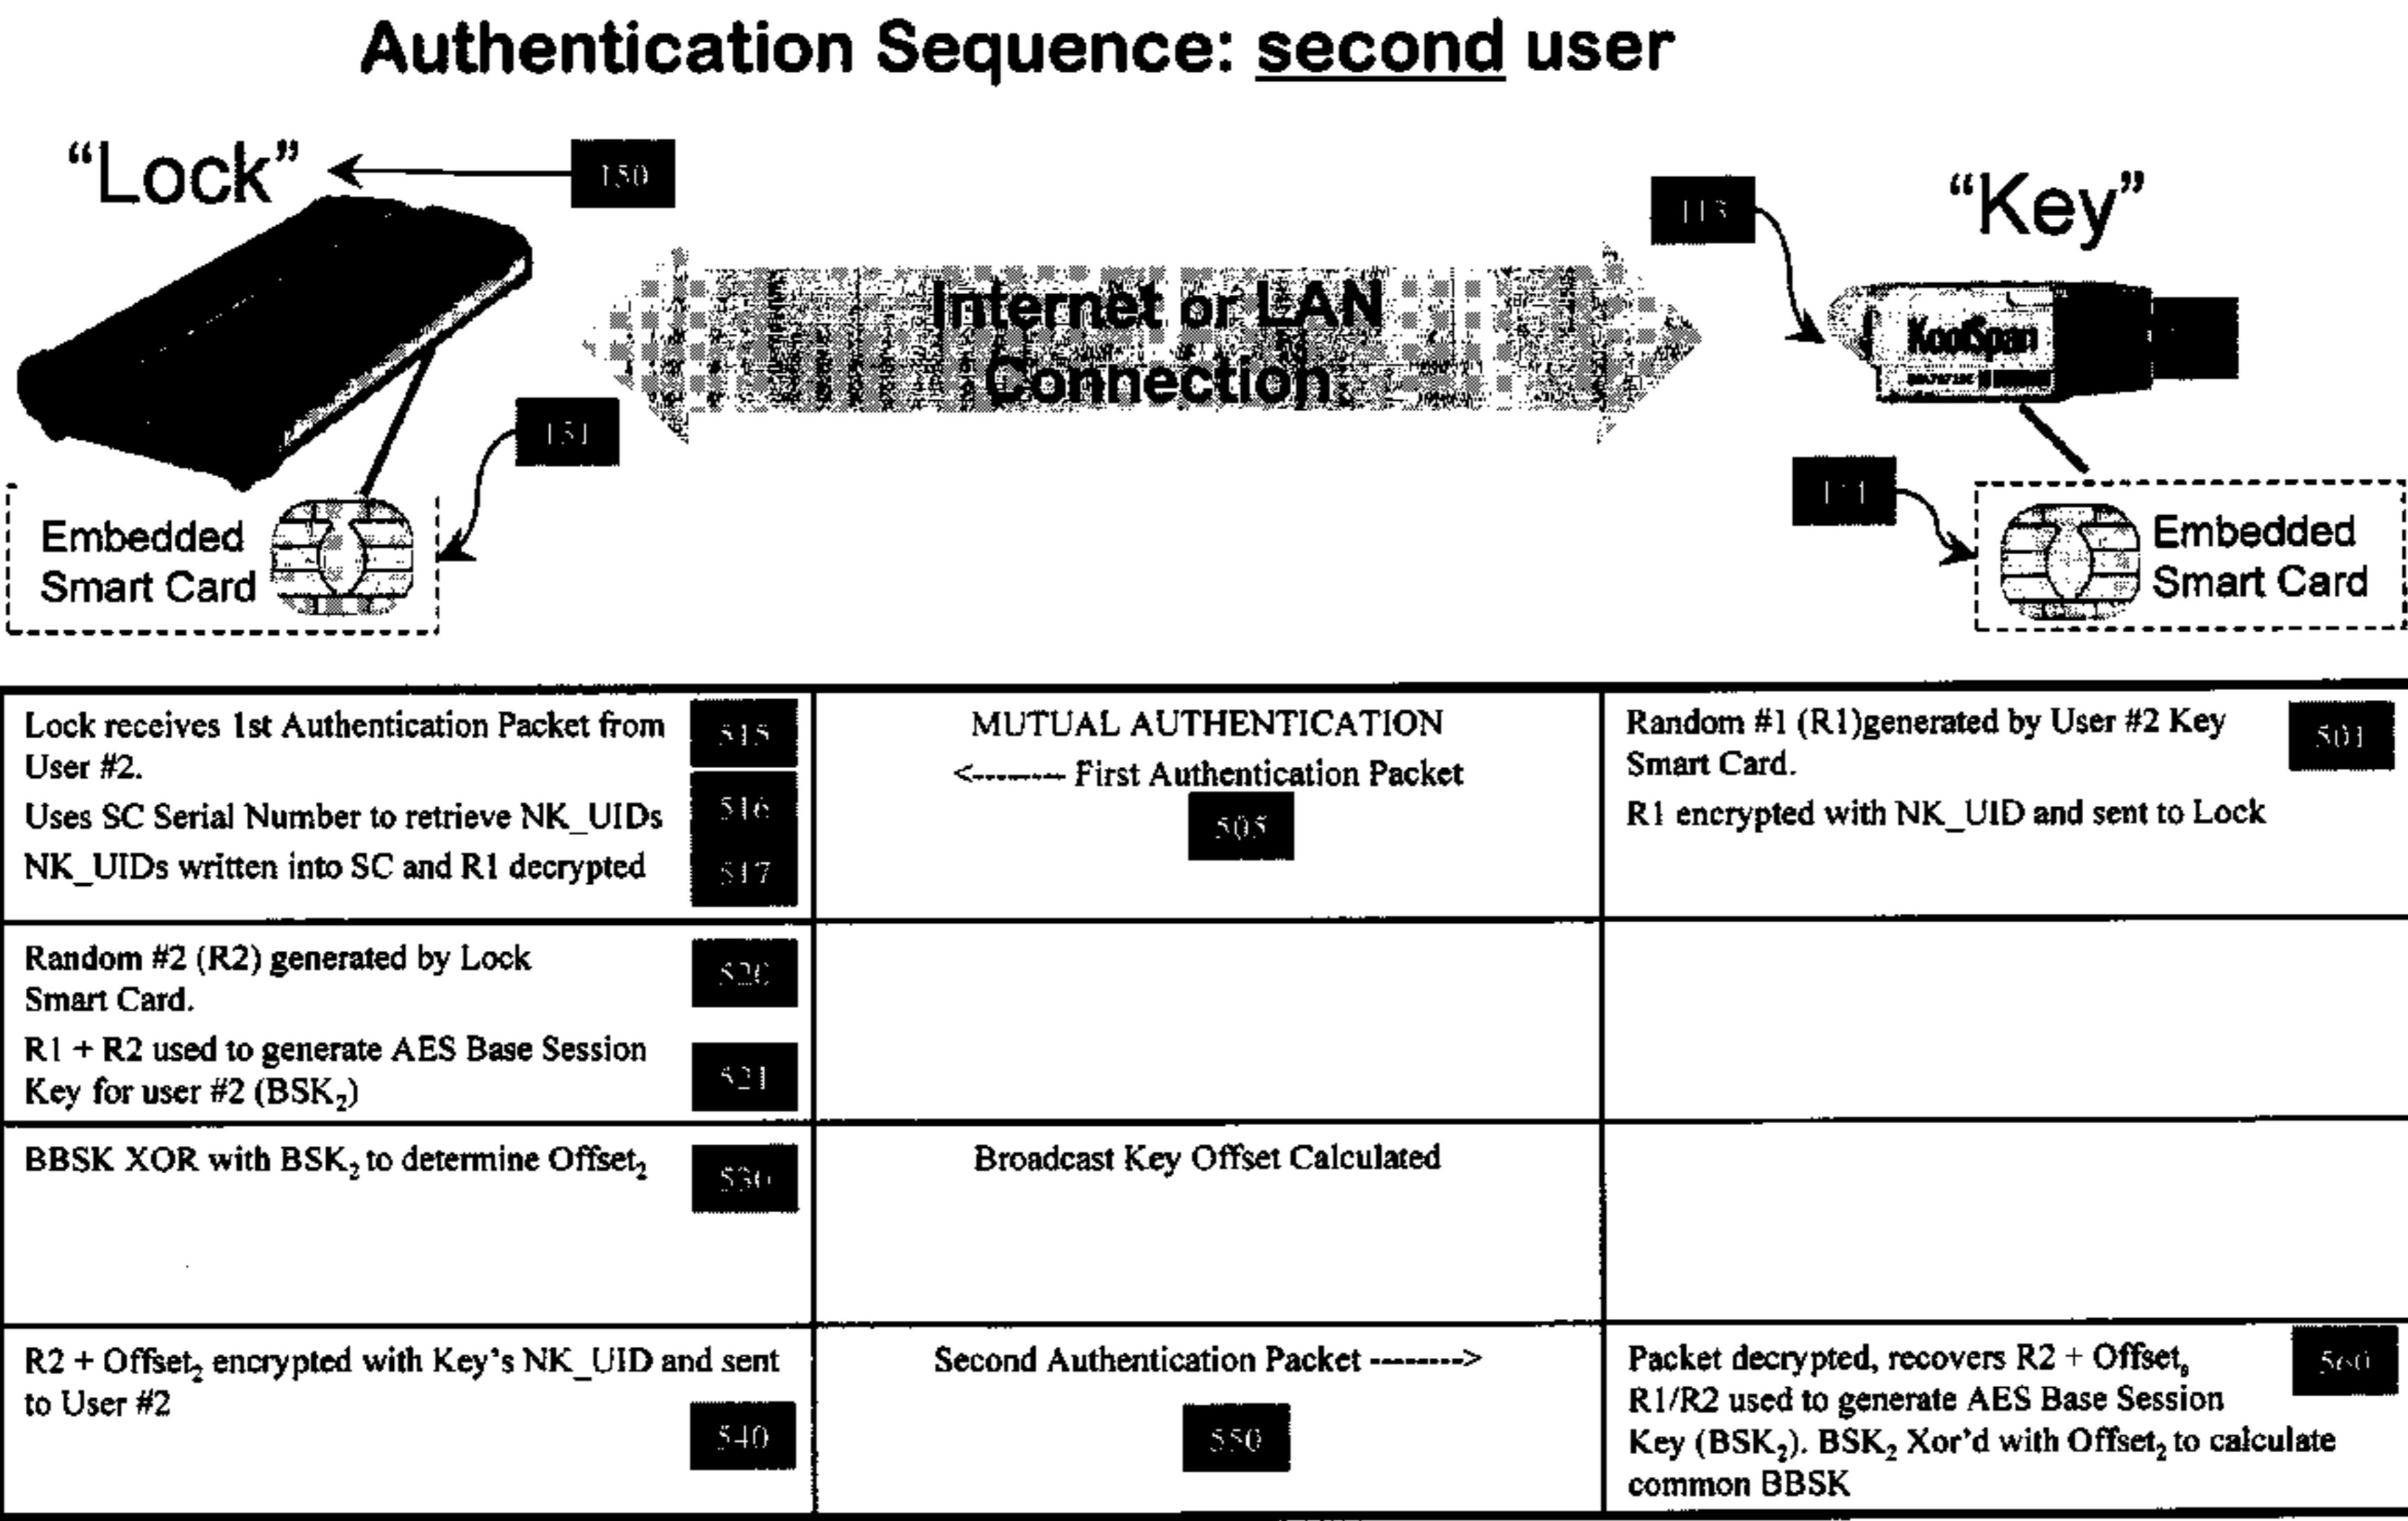 Authentication Sequence: second user
“Lock”
150
113
“Key”
Internet or LAN
Connection
KoolSpan
151
Embedded
Smart Card
Embedded
Smart Card
Lock receives 1st Authentication Packet from
User #2.
515
Uses SC Serial Number to retrieve NK_UIDs
516
NK_UIDs written into SC and R1 decrypted
517
MUTUAL AUTHENTICATION
<-------- First Authentication Packet
505
Random #1 (R1)generated by User #2 Key
Smart Card.
501
R1 encrypted with NK_UID and sent to Lock
Random #2 (R2) generated by Lock
Smart Card.
520
R1 + R2 used to generate AES Base Session
Key for user #2 (BSK₂)
521
BBSK XOR with BSK₂ to determine Offset₂
530
Broadcast Key Offset Calculated
R2 + Offset₂ encrypted with Key’s NK_UID and sent
to User #2
540
Second Authentication Packet -------->
550
Packet decrypted, recovers R2 + Offset,
560
R1/R2 used to generate AES Base Session
Key (BSK₂). BSK₂ Xor’d with Offset₂ to calculate
common BBSK